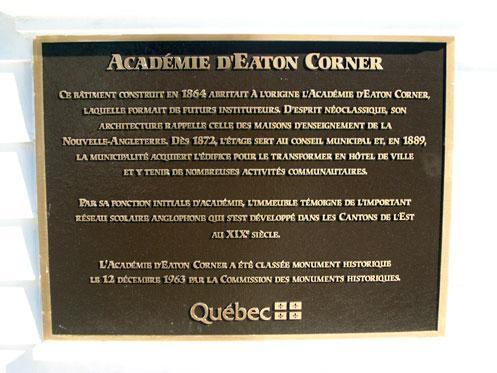 Académie d'Eaton Corner
Ce bâtiment construit en 1864 abritait à l'origine l'Académie d'Eaton Corner,
laquelle formait de futurs instituteurs. D'esprit néoclassique, son
architecture rappelle celle des maisons d'enseignement de la
Nouvelle-Angleterre. Dès 1872, l'étage sert au conseil municipal et, en 1889,
la municipalité acquiert l'édifice pour le transformer en hôtel de ville
et y tenir de nombreuses activités communautaires.
Par sa fonction initiale d'académie, l'immeuble témoigne de l'important
réseau scolaire anglophone qui s'est développé dans les Cantons de l'Est
au XIXe siècle.
L'Académie d'Eaton Corner a été classée monument historique
le 12 décembre 1963 par la Commission des monuments historiques.
Québec